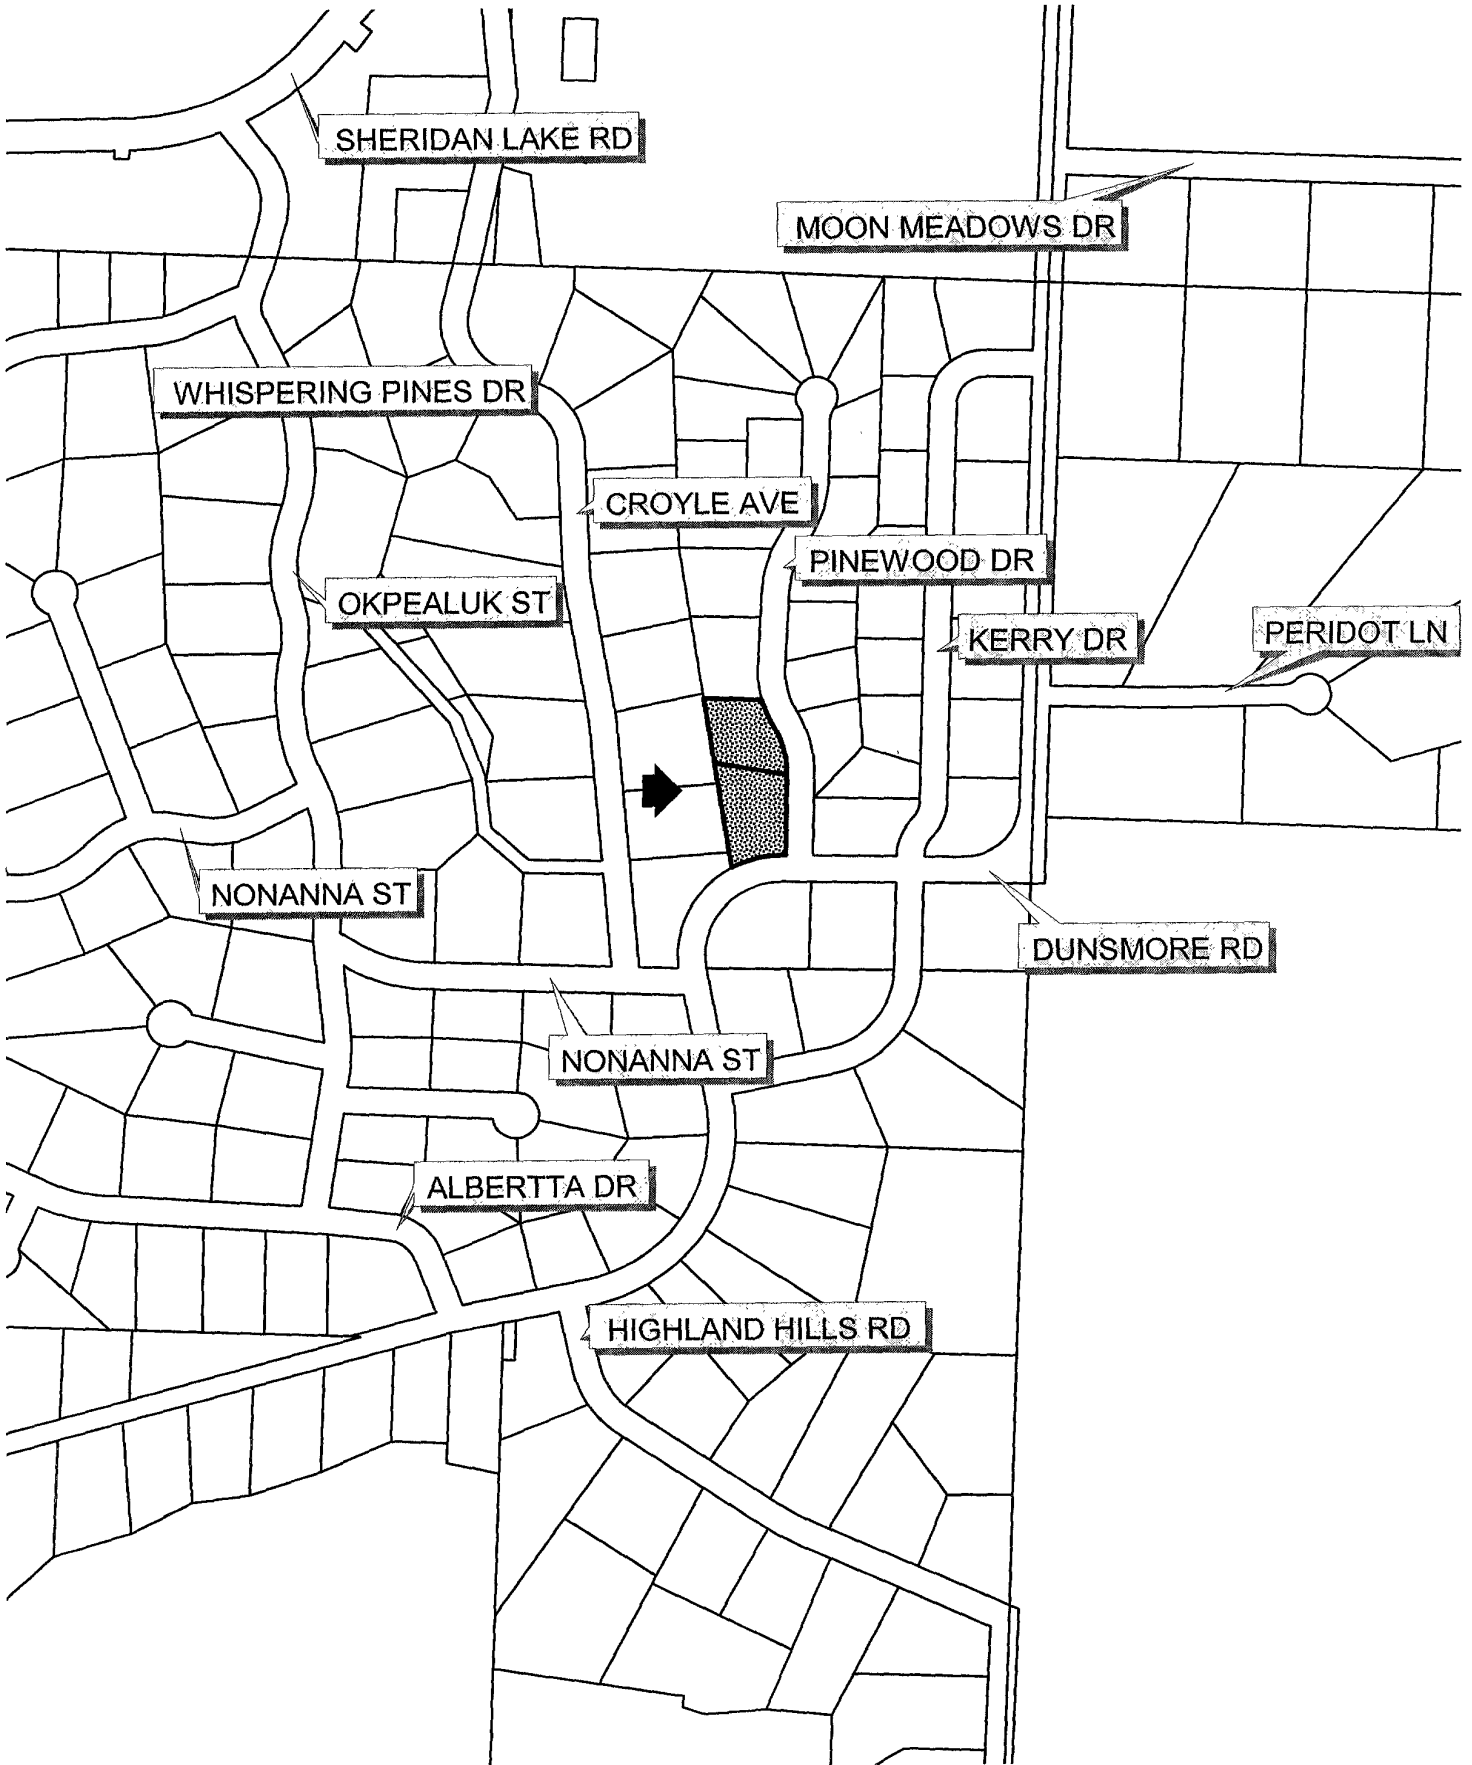 SHERIDAN LAKE RD
MOON MEADOWS DR
WHISPERING PINES DR
CROYLE AVE
PINEWOOD DR
OKPEALUK ST
KERRY DR
PERIDOT LN
NONANNA ST
DUNSMORE RD
NONANNA ST
ALBERTTA DR
HIGHLAND HILLS RD